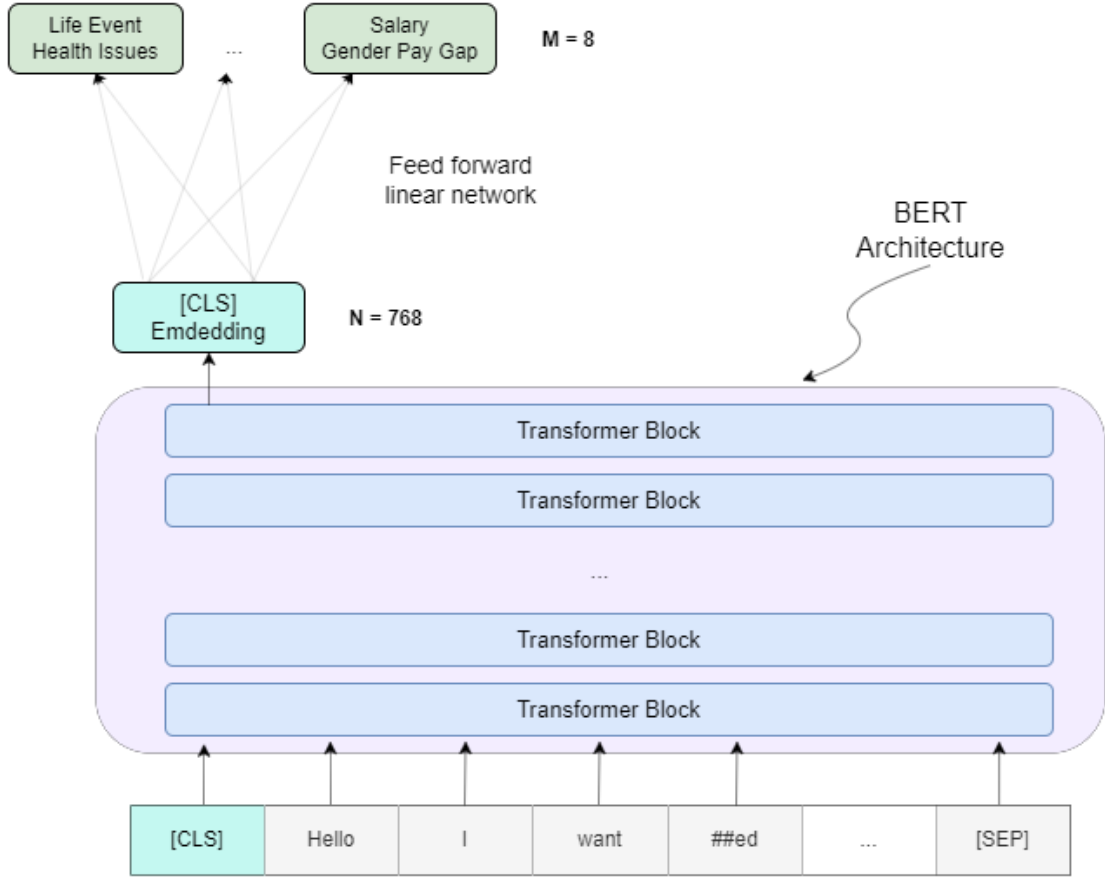 Life Event
Health Issues
...
Salary
Gender Pay Gap
M = 8
Feed forward
linear network
BERT
Architecture
[CLS]
Emdedding
N = 768
Transformer Block
Transformer Block
...
Transformer Block
Transformer Block
[CLS] Hello I want ##ed ... [SEP]